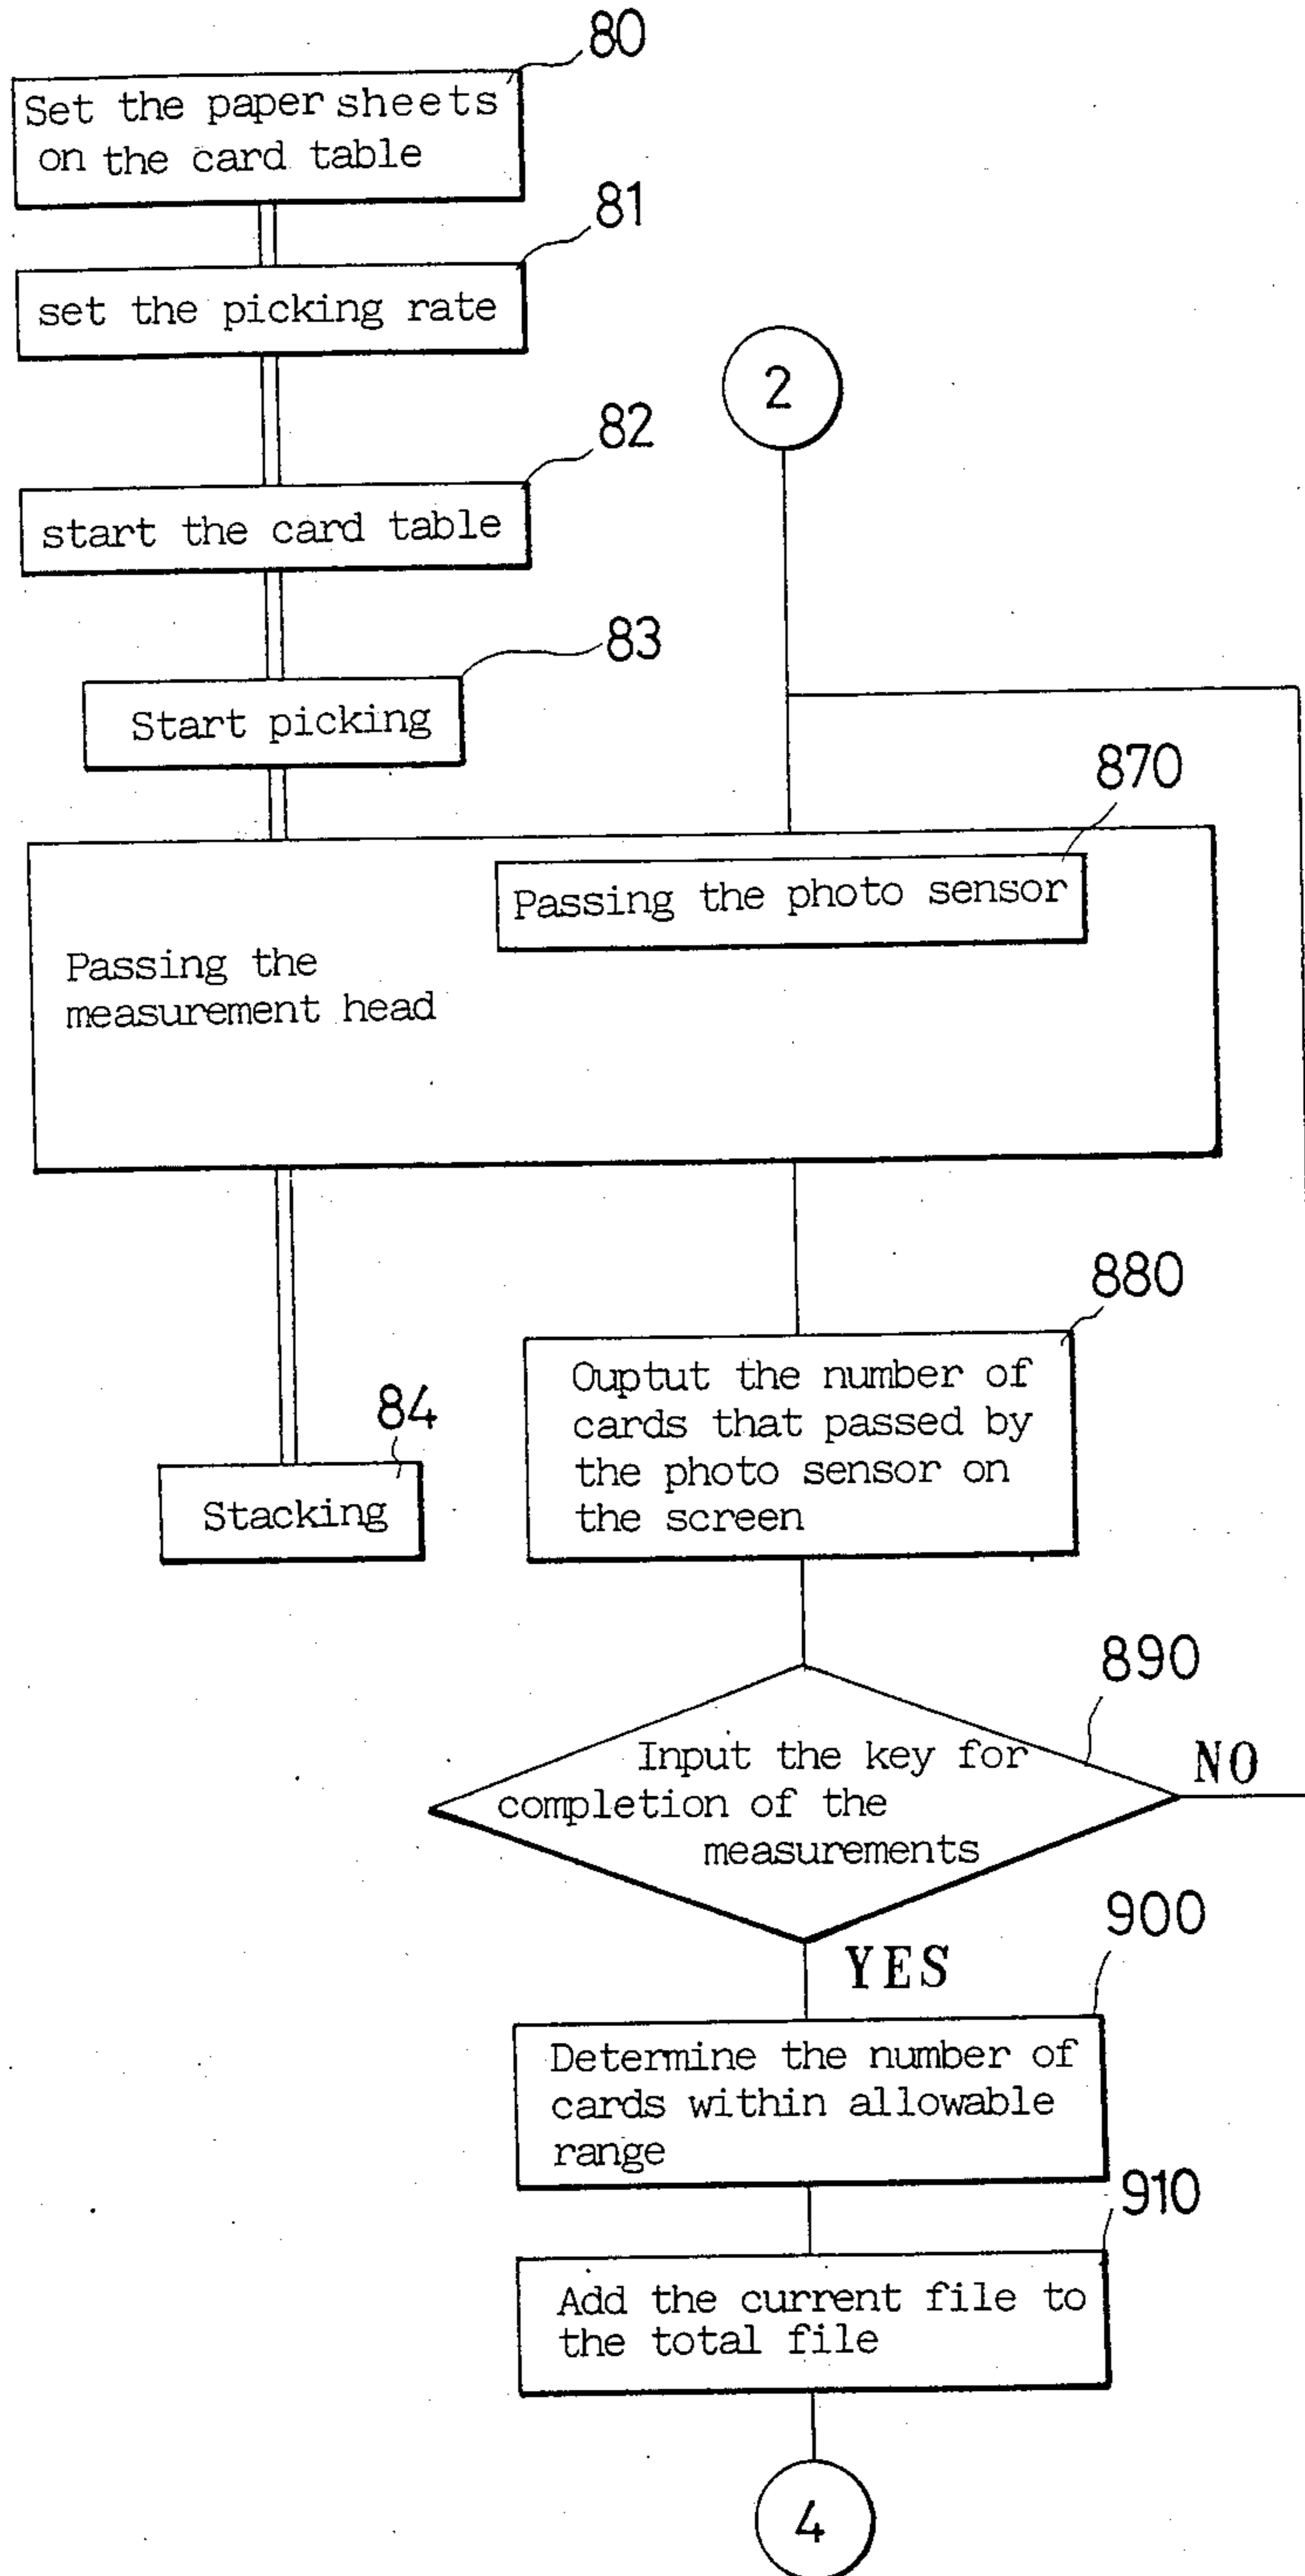 80
Set the paper sheets
on the card table
81
set the picking rate
2
82
start the card table
83
Start picking
870
Passing the photo sensor
Passing the
measurement head
880
Ouptut the number of
cards that passed by
the photo sensor on
the screen
84
Stacking
890
Input the key for
completion of the
measurements
NO
YES
900
Determine the number of
cards within allowable
range
910
Add the current file to
the total file
4